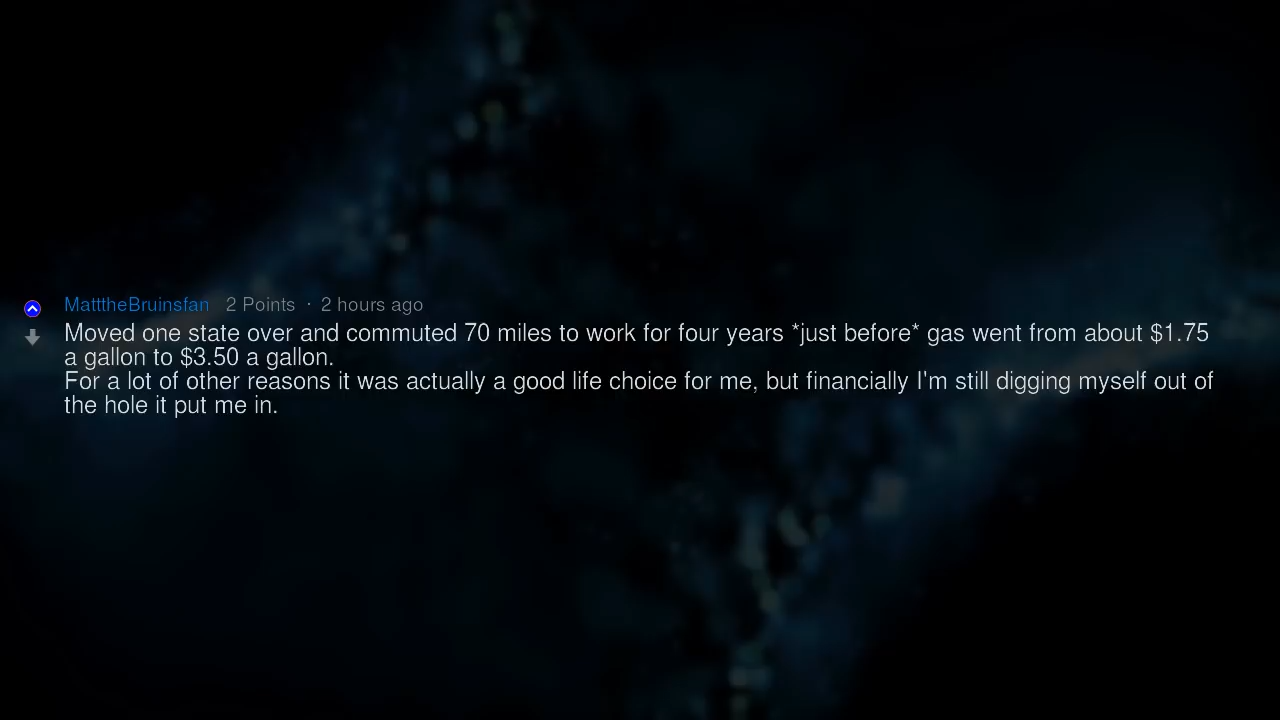 MatttheBruinsfan 2 Points · 2 hours ago
Moved one state over and commuted 70 miles to work for four years *just before* gas went from about $1.75
a gallon to $3.50 a gallon.
For a lot of other reasons it was actually a good life choice for me, but financially I'm still digging myself out of
the hole it put me in.